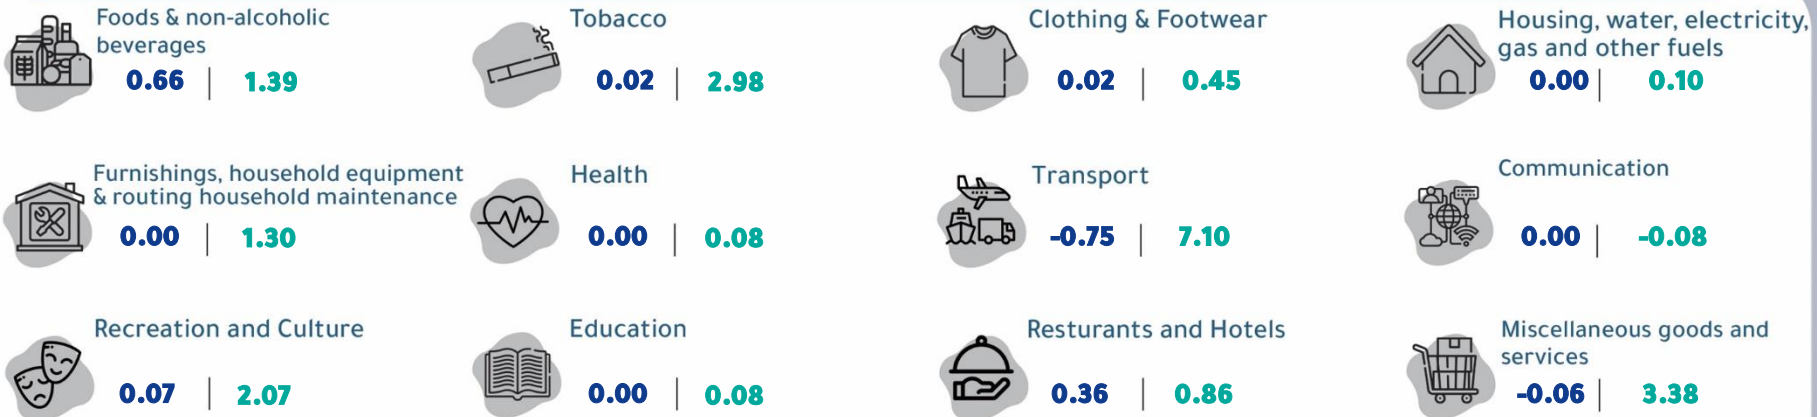 Foods & non-alcoholic
beverages
0.66 | 1.39
Tobacco
0.02 | 2.98
Clothing & Footwear
0.02 | 0.45
Housing, water, electricity,
gas and other fuels
0.00 | 0.10
Furnishings, household equipment
& routing household maintenance
0.00 | 1.30
Health
0.00 | 0.08
Transport
-0.75 | 7.10
Communication
0.00 | -0.08
Recreation and Culture
0.07 | 2.07
Education
0.00 | 0.08
Resturants and Hotels
0.36 | 0.86
Miscellaneous goods and
services
-0.06 | 3.38